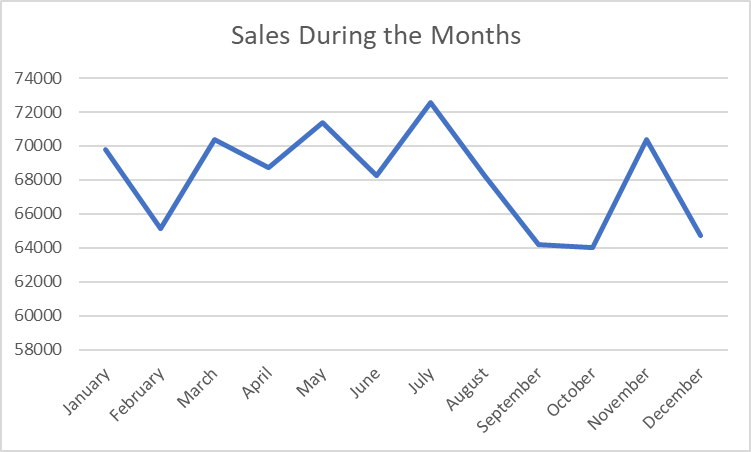 Sales During the Months
74000
72000
70000
68000
66000
64000
62000
60000
58000
January
February
March
April
May
June
July
August
September
October
November
December